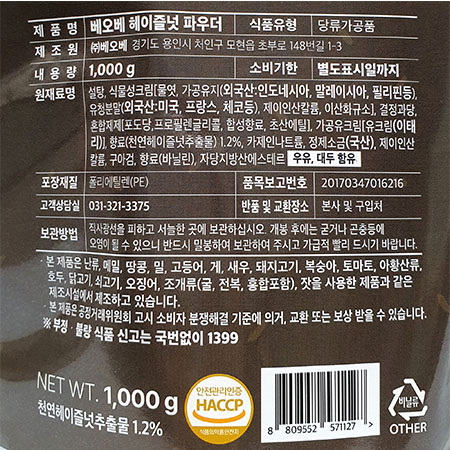 제 품 명 베오베 헤이즐넛 파우더 식품유형 당류가공품
제 조 원 ㈜베오베 경기도 용인시 처인구 모현읍 초부로 148번길 1-3
내 용 량 1,000 g 소비기한 별도표시일까지
원재료명 설탕, 식물성크림[물엿, 가공유지(외국산:인도네시아, 말레이시아, 필리핀등),
유청분말(외국산:미국, 프랑스, 체코등), 제이인산칼륨, 이산화규소], 결정과당,
혼합제제(포도당, 프로필렌글리콜, 합성향료, 초산에틸), 가공유크림[유크림(이태
리)], 향료(천연헤이즐넛추출물) 1.2%, 카제인나트륨, 정제소금(국산), 제이인산
칼륨, 구아검, 향료(바닐린), 자당지방산에스테르 우유, 대두 함유
포장재질 폴리에틸렌(PE) 품목보고번호 20170347016216
고객상담실 031-321-3375 반품 및 교환장소 본사 및 구입처
보관방법 직사광선을 피하고 서늘한 곳에 보관하십시오. 개봉 후에는 굳거나 곤충등에
오염이 될 수 있으니 반드시 밀봉하여 보관하여 주시고 가급적 빨리 드시기 바랍니다.
· 본 제품은 난류, 메밀, 땅콩, 밀, 고등어, 게, 새우, 돼지고기, 복숭아, 토마토, 아황산류,
호두, 닭고기, 쇠고기, 오징어, 조개류(굴, 전복, 홍합포함), 잣을 사용한 제품과 같은
제조시설에서 제조하고 있습니다.
· 본 제품은 공정거래위원회 고시 소비자 분쟁해결 기준에 의거, 교환 또는 보상 받을 수 있습니다.
※ 부정 · 불량 식품 신고는 국번없이 1399
NET WT. 1,000 g
천연헤이즐넛추출물 1.2%
안전관리인증
HACCP
식품의약품안전처
8 809552 571127 >
비닐류
OTHER